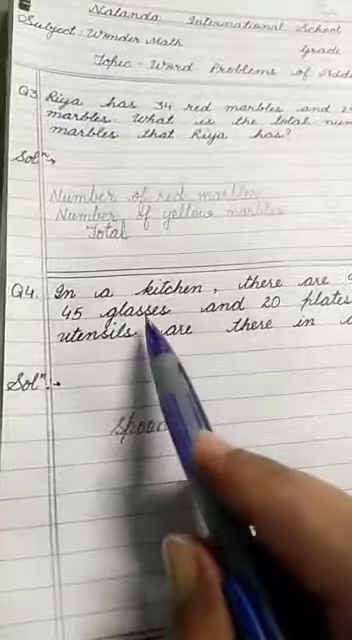 Nalanda International School
Subject - Wonder Math Grade
Topic - Word Problems of
Q3 Riya has 34 red marbles and
marbles. What is the total
marbles that Riya has?
Solⁿ→
Number of red marbles
Number of yellow marbles
Total
Q4. In a kitchen, there are
45 glasses and 20 plates
utensils are there in
Solⁿ.→